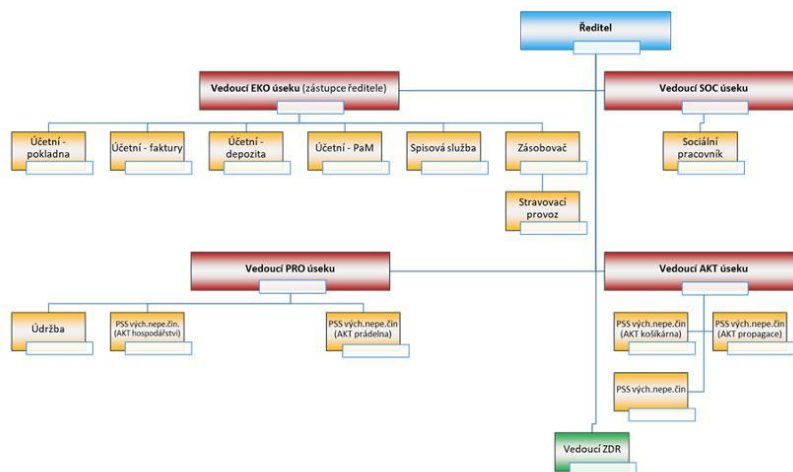 Ředitel
Vedoucí EKO úseku (zástupce ředitele)
Vedoucí SOC úseku
Účetní -
pokladna
Účetní - faktury
Účetní -
depozita
Účetní - PaM
Spisová služba
Zásobovač
Sociální
pracovník
Stravovací
provoz
Vedoucí PRO úseku
Vedoucí AKT úseku
Údržba
PSS vých.nepe.čin.
(AKT hospodářství)
PSS vých.nepe.čin
(AKT prádelna)
PSS vých.nepe.čin
(AKT košíkárna)
PSS vých.nepe.čin
(AKT propagace)
PSS vých.nepe.čin
Vedoucí ZDR